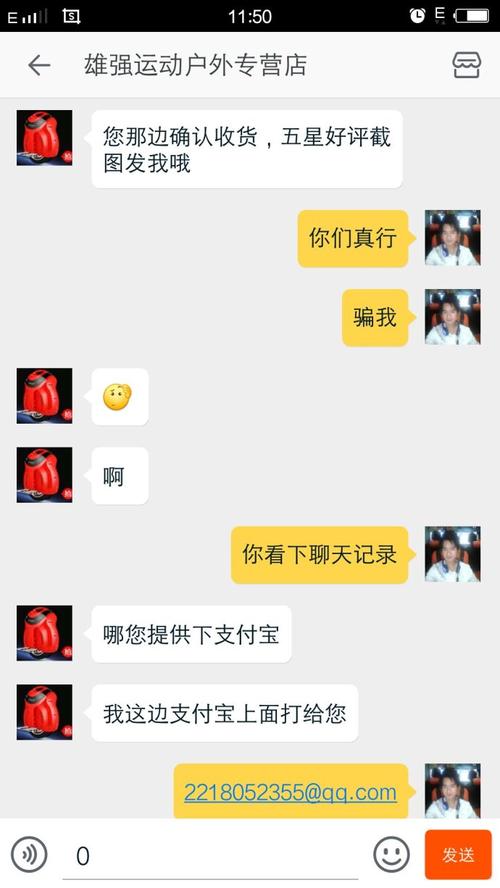 E
11:50
E
雄强运动户外专营店
您那边确认收货，五星好评截
图发我哦
你们真行
骗我
啊
你看下聊天记录
哪您提供下支付宝
我这边支付宝上面打给您
2218052355@qq.com
0
发送